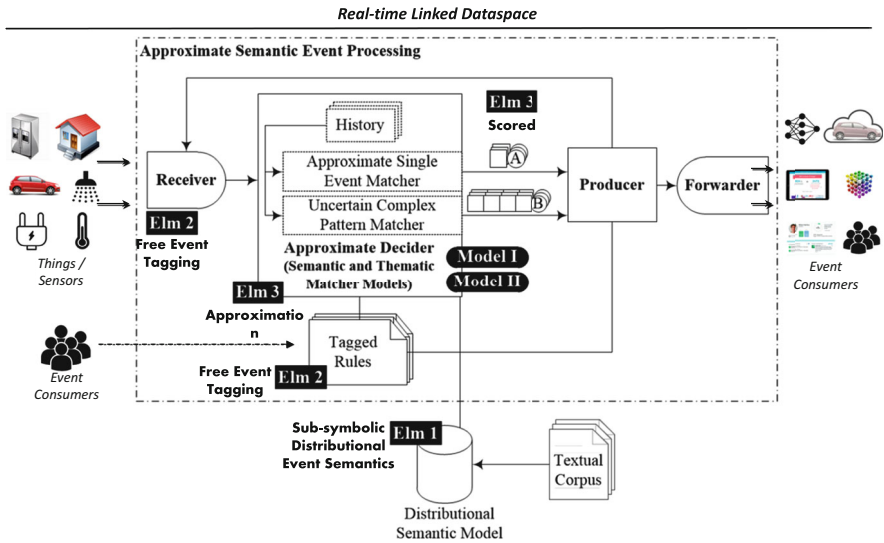 Real-time Linked Dataspace
Approximate Semantic Event Processing
Elm 3
Scored
History
A
Approximate Single
Event Matcher
Receiver
Producer
Forwarder
Uncertain Complex
Pattern Matcher
B
Elm 2
Free Event
Tagging
Approximate Decider
(Semantic and Thematic
Matcher Models)
Model I
Model II
Things /
Sensors
Event
Consumers
Elm 3
Approximatio
n
Tagged
Rules
Free Event
Tagging
Elm 2
Event
Consumers
Sub-symbolic
Distributional
Event Semantics
Elm 1
Textual
Corpus
Distributional
Semantic Model